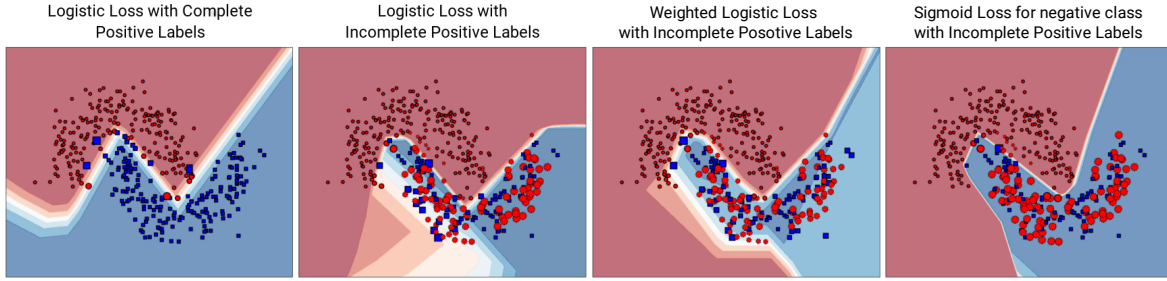 Logistic Loss with Complete
Positive Labels
Logistic Loss with
Incomplete Positive Labels
Weighted Logistic Loss
with Incomplete Posotive Labels
Sigmoid Loss for negative class
with Incomplete Positive Labels